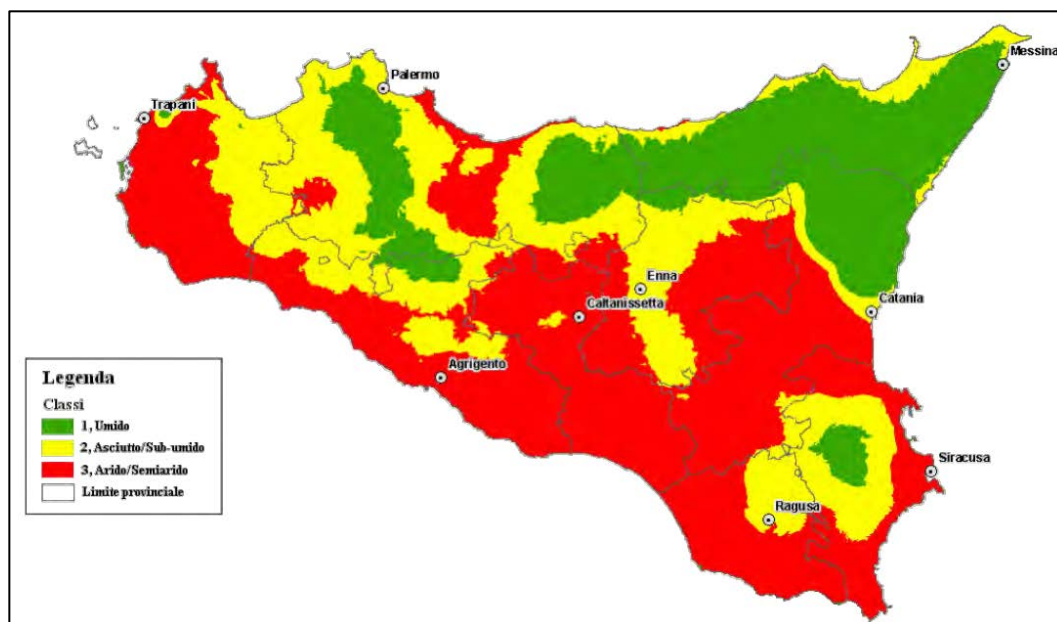 Messina
Palermo
Trapani
Enna
Caltanissetta
Catania
Agrigento
Siracusa
Ragusa
Legenda
Classi
1, Umido
2, Asciutto/Sub-umido
3, Arido/Semiarido
Limite provinciale